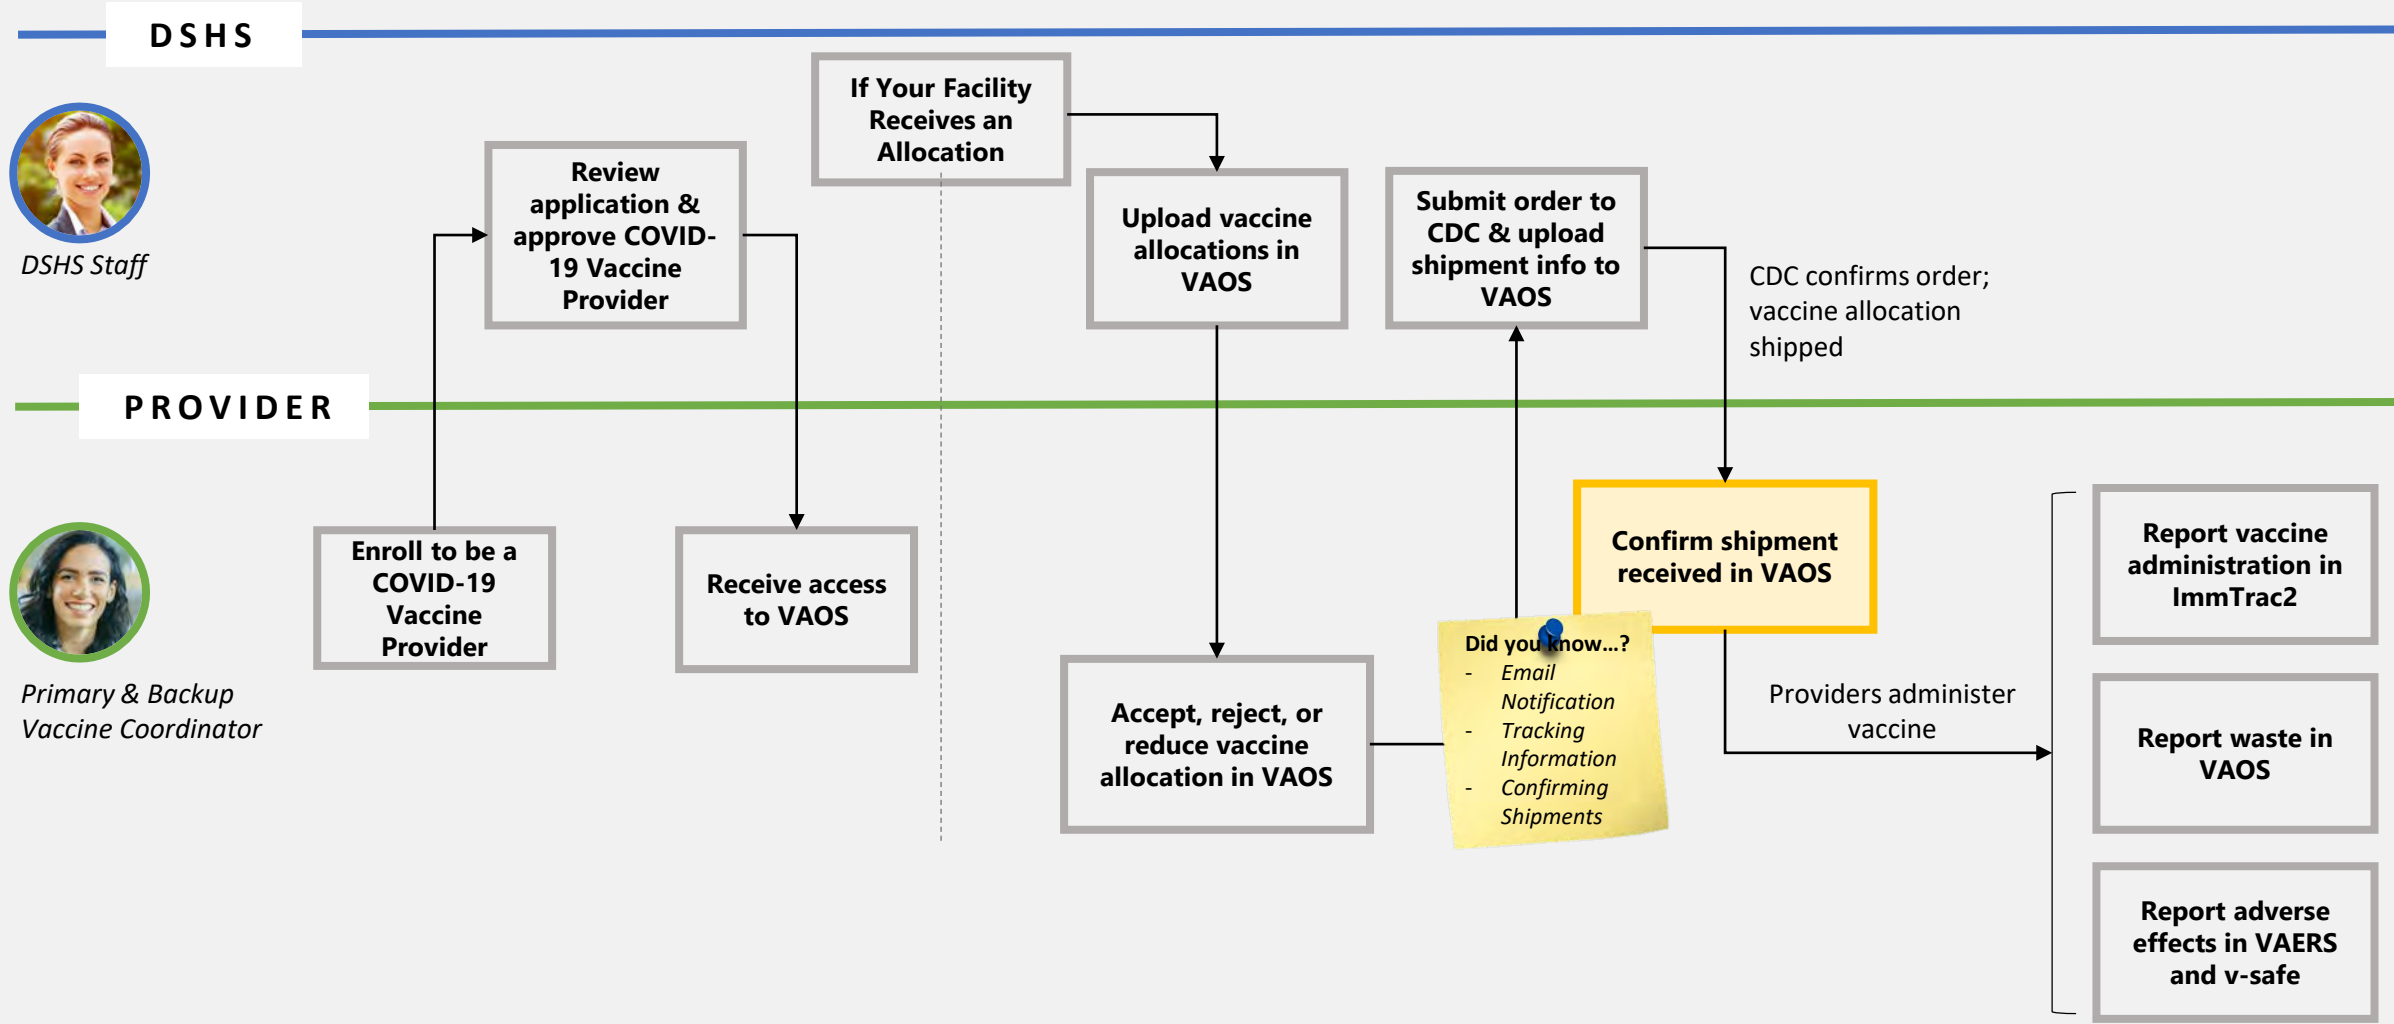 DSHS
If Your Facility
Receives an
Allocation
Review
application &
approve COVID-
19 Vaccine
Provider
Upload vaccine
allocations in
VAOS
Submit order to
CDC & upload
shipment info to
VAOS
DSHS Staff
CDC confirms order;
vaccine allocation
shipped
PROVIDER
Enroll to be a
COVID-19
Vaccine
Provider
Receive access
to VAOS
Confirm shipment
received in VAOS
Report vaccine
administration in
ImmTrac2
Primary & Backup
Vaccine Coordinator
Accept, reject, or
reduce vaccine
allocation in VAOS
Did you know...?
- Email
Notification
- Tracking
Information
- Confirming
Shipments
Providers administer
vaccine
Report waste in
VAOS
Report adverse
effects in VAERS
and v-safe